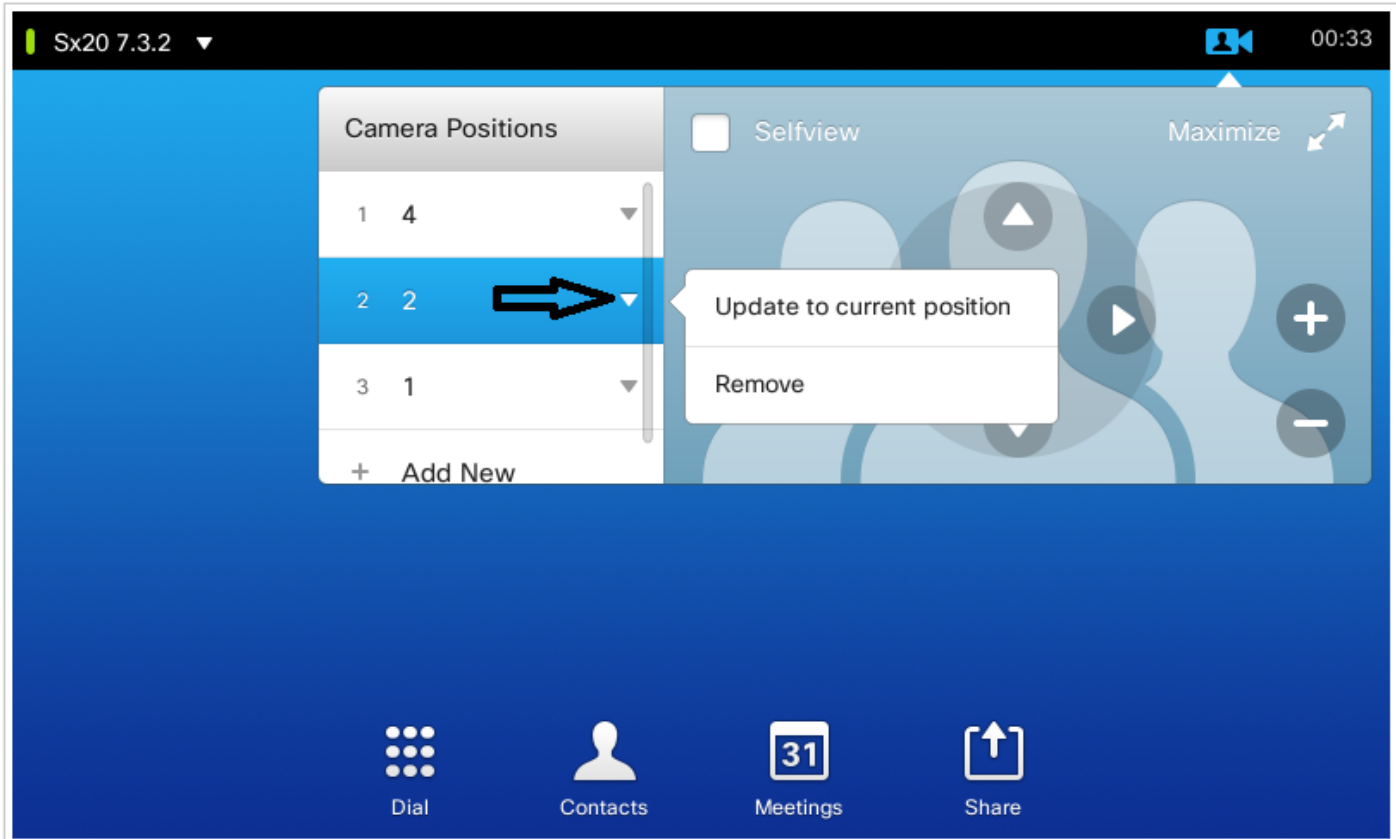 Sx20 7.3.2
00:33
Camera Positions
Selfview
Maximize
1 4
2 2
Update to current position
3 1
Remove
+ Add New
31
Dial
Contacts
Meetings
Share